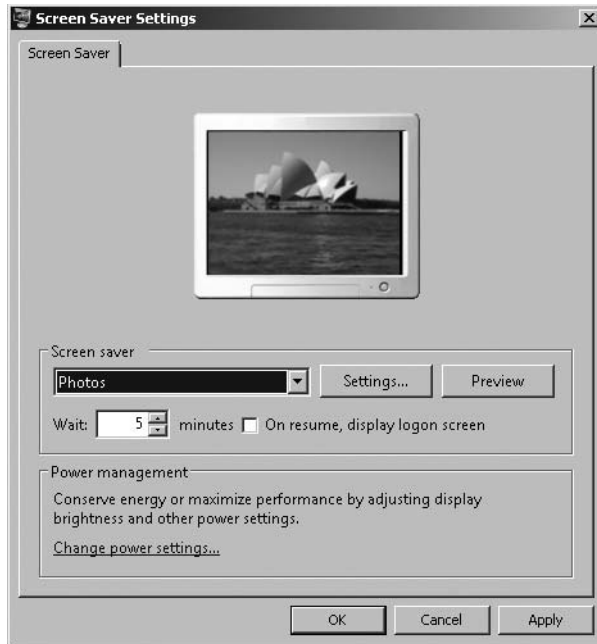 Screen Saver Settings
Screen Saver
Screen saver
Photos
Settings...
Preview
Wait: 5 minutes On resume, display logon screen
Power management
Conserve energy or maximize performance by adjusting display
brightness and other power settings.
Change power settings...
OK
Cancel
Apply